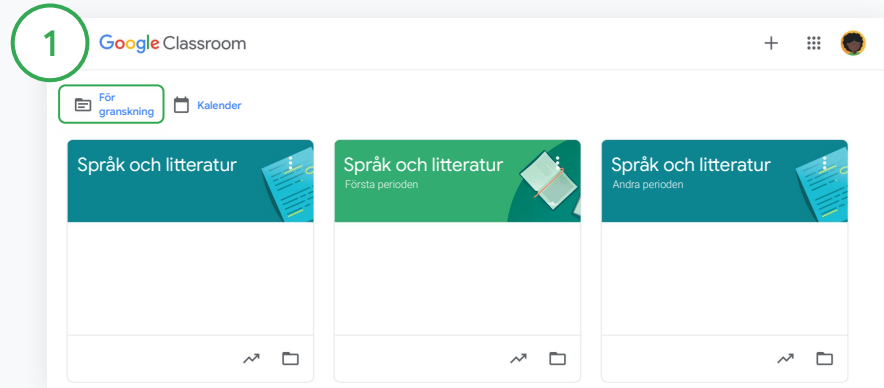 1
Google Classroom
För
granskning
Kalender
Språk och litteratur
Språk och litteratur
Första perioden
Språk och litteratur
Andra perioden